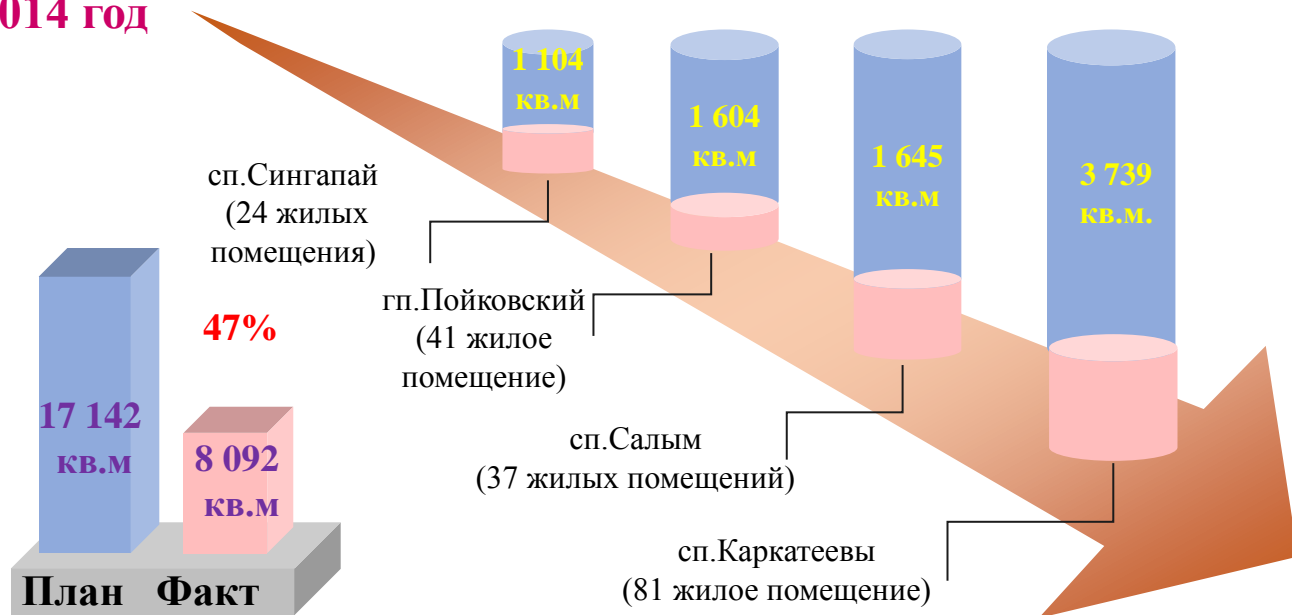 014 год
1 104
кв.м
1 604
кв.м
1 645
кв.м
3 739
кв.м.
сп.Сингапай
(24 жилых
помещения)
гп.Пойковский
(41 жилое
помещение)
47%
17 142
кв.м
8 092
кв.м
сп.Салым
(37 жилых помещений)
сп.Каркатеевы
(81 жилое помещение)
План Факт